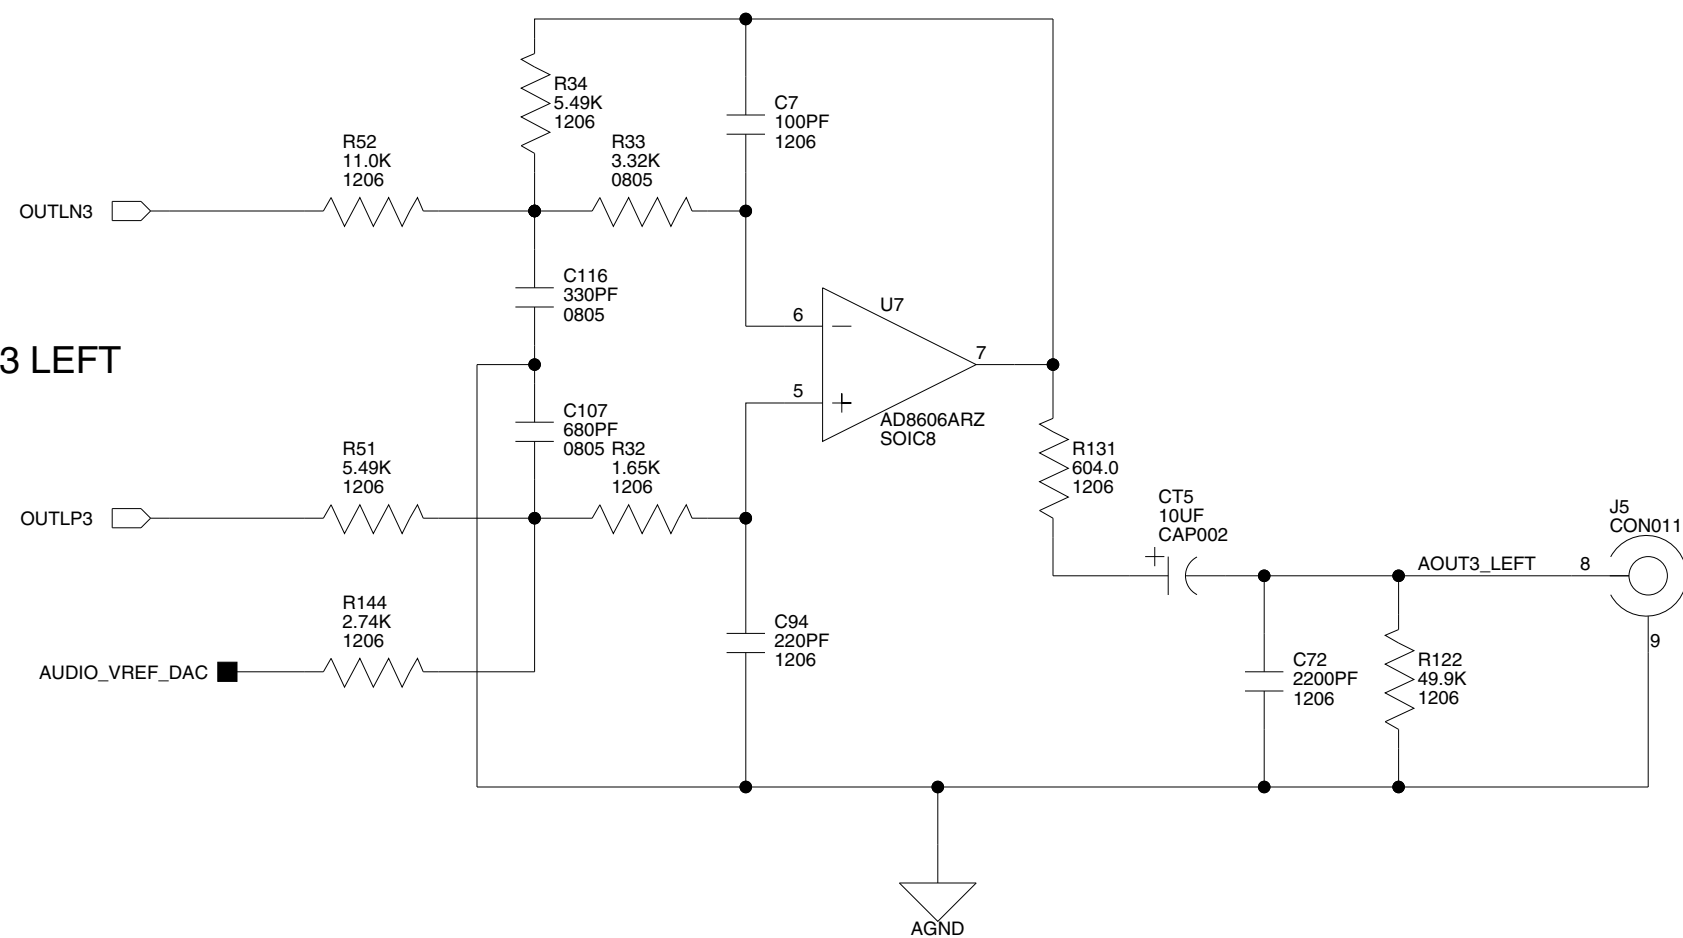 R34
5.49K
1206
C7
100PF
1206
R52
11.0K
1206
R33
3.32K
0805
OUTLN3
C116
330PF
0805
U7
6
3 LEFT
7
5
AD8606ARZ
SOIC8
C107
680PF
0805
R51
5.49K
1206
R32
1.65K
1206
R131
604.0
1206
CT5
10UF
CAP002
OUTLP3
J5
CON011
AOUT3_LEFT
8
R144
2.74K
1206
C94
220PF
1206
9
AUDIO_VREF_DAC
C72
2200PF
1206
R122
49.9K
1206
AGND